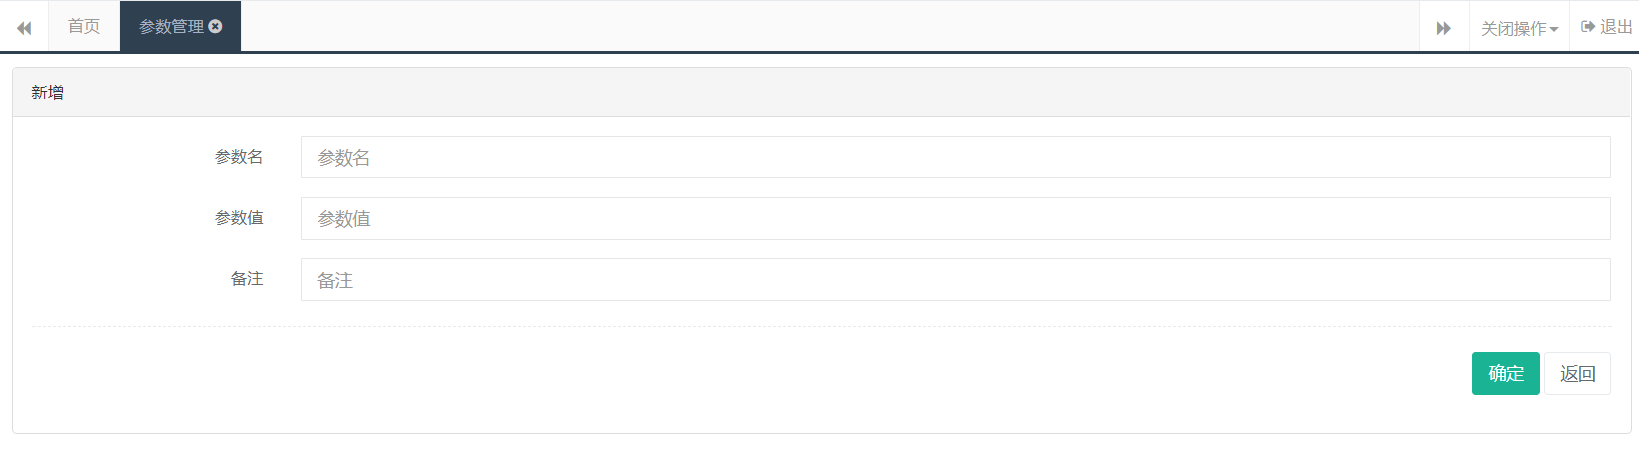 首页 参数管理 关闭操作 退出
新增
参数名 参数名
参数值 参数值
备注 备注
确定 返回